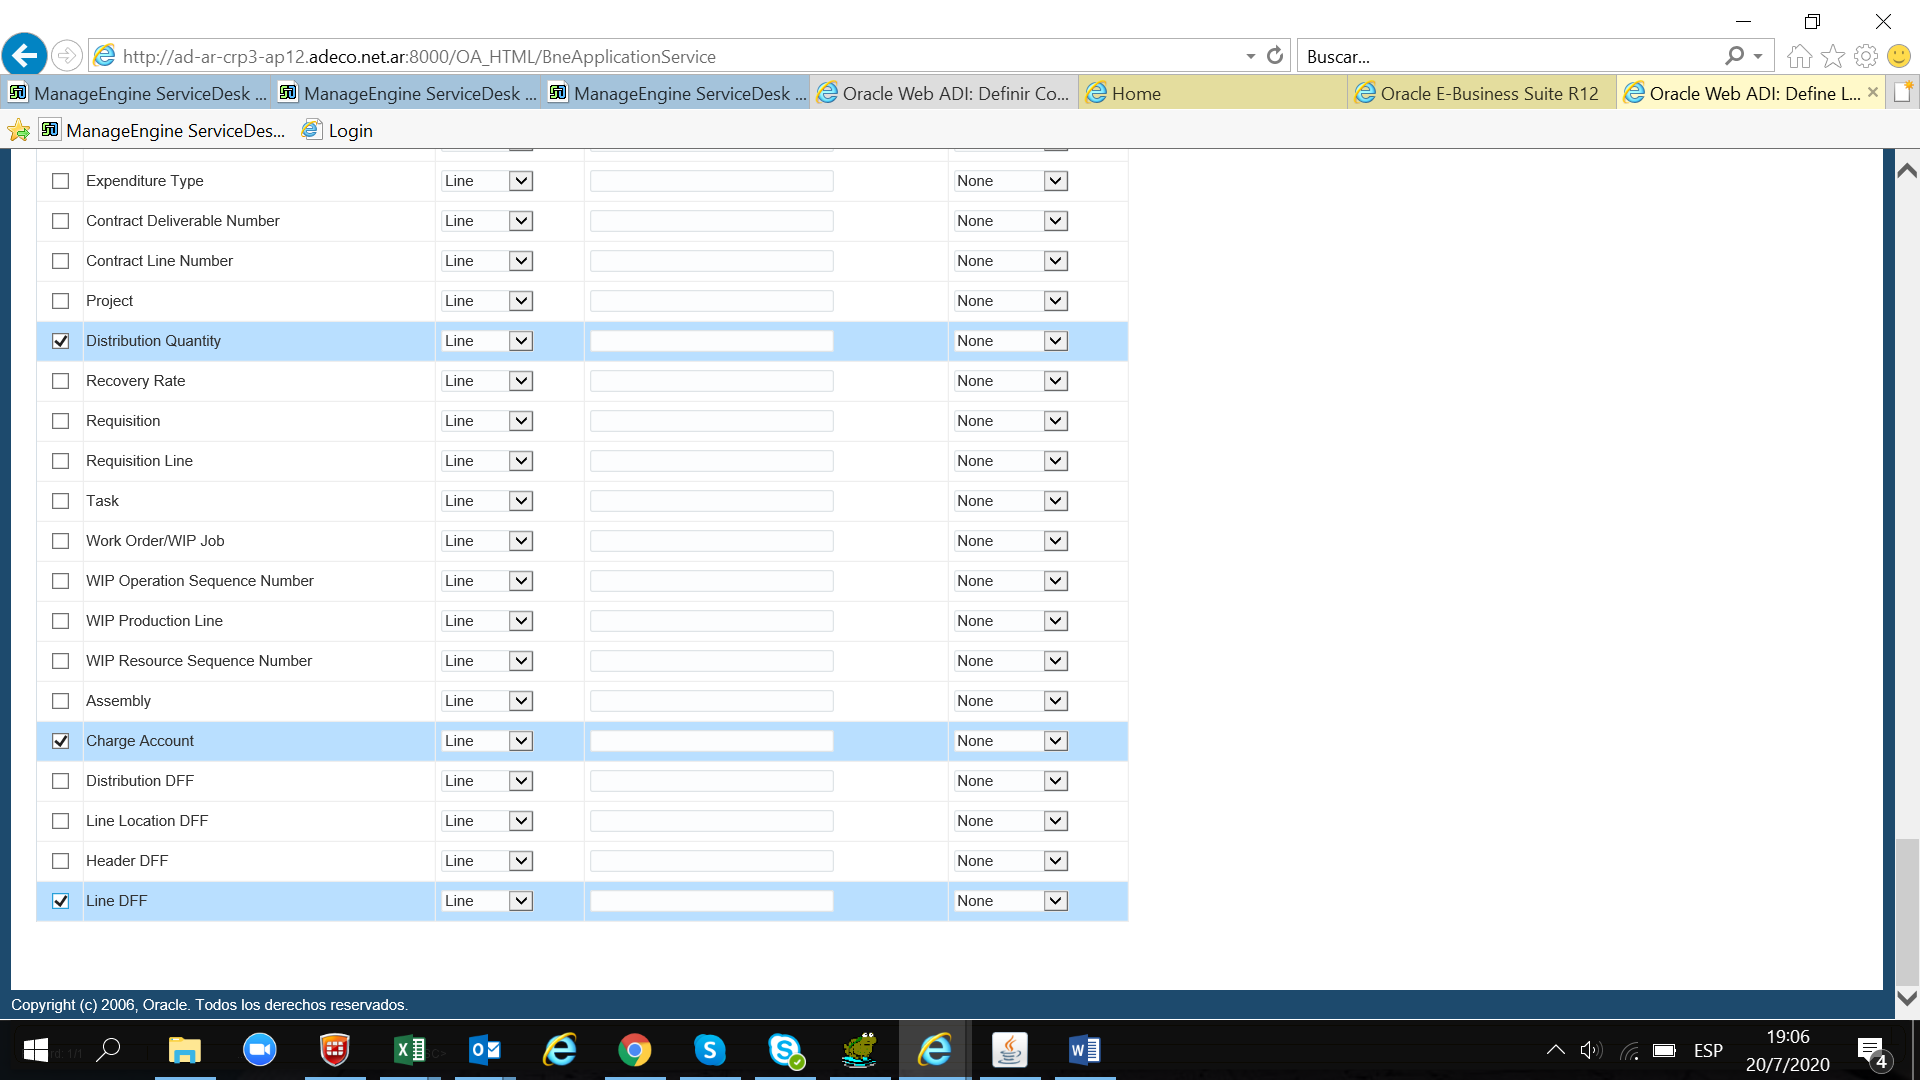 http://ad-ar-crp3-ap12.adeco.net.ar:8000/OA_HTML/BneApplicationService
Buscar...
ManageEngine ServiceDesk ...
ManageEngine ServiceDesk ...
ManageEngine ServiceDesk ...
Oracle Web ADI: Definir Co...
Home
Oracle E-Business Suite R12
Oracle Web ADI: Define L...
ManageEngine ServiceDes...
Login
Expenditure Type Line None
Contract Deliverable Number Line None
Contract Line Number Line None
Project Line None
Distribution Quantity Line None
Recovery Rate Line None
Requisition Line None
Requisition Line Line None
Task Line None
Work Order/WIP Job Line None
WIP Operation Sequence Number Line None
WIP Production Line Line None
WIP Resource Sequence Number Line None
Assembly Line None
Charge Account Line None
Distribution DFF Line None
Line Location DFF Line None
Header DFF Line None
Line DFF Line None
Copyright (c) 2006, Oracle. Todos los derechos reservados.
ESP
19:06
20/7/2020
4